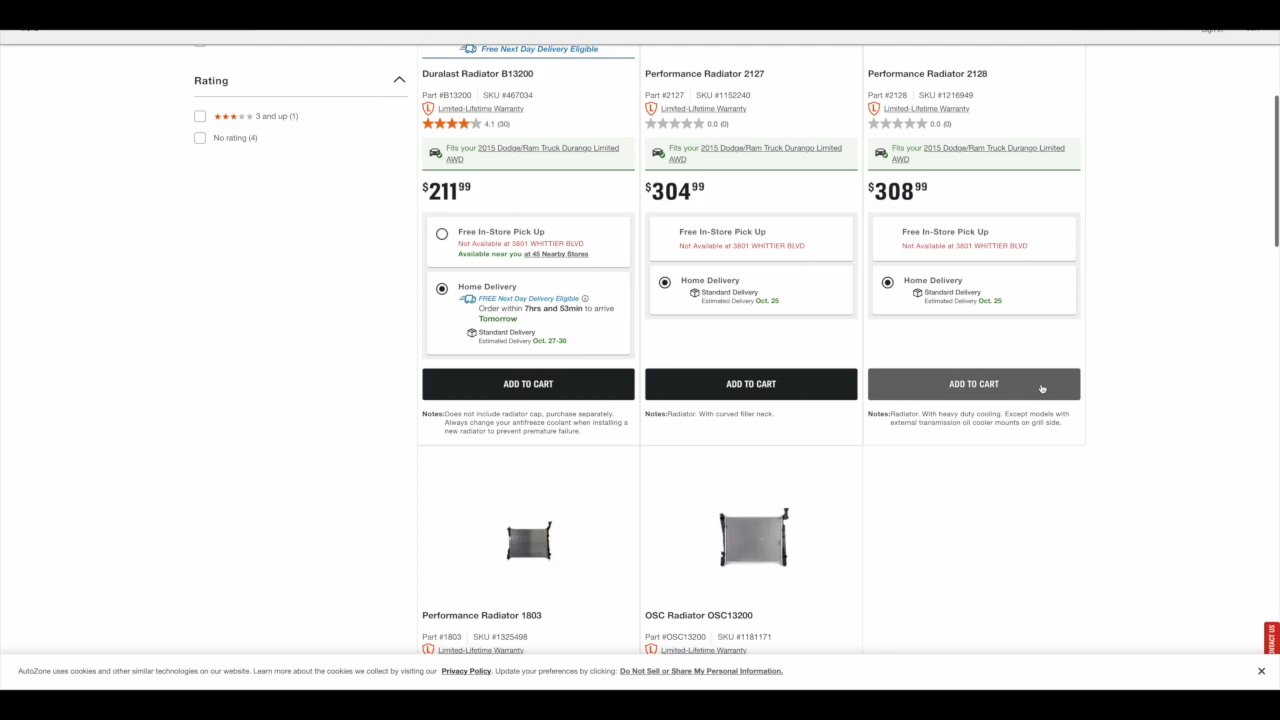 Free Next Day Delivery Eligible
Rating
3 and up (1)
No rating (4)
Duralast Radiator B13200
Part #B13200 SKU #467034
Limited-Lifetime Warranty
4.1 (30)
Fits your 2015 Dodge/Ram Truck Durango Limited
AWD
$211 99
Free In-Store Pick Up
Not Available at 3801 WHITTIER BLVD
Available near you at 45 Nearby Stores
Home Delivery
FREE Next Day Delivery Eligible
Order within 7hrs and 53min to arrive
Tomorrow
Standard Delivery
Estimated Delivery Oct. 27-30
ADD TO CART
Notes:Does not include radiator cap, purchase separately.
Always change your antifreeze coolant when installing a
new radiator to prevent premature failure.
Performance Radiator 2127
Part #2127 SKU #1152240
Limited-Lifetime Warranty
0.0 (0)
Fits your 2015 Dodge/Ram Truck Durango Limited
AWD
$304 99
Free In-Store Pick Up
Not Available at 3801 WHITTIER BLVD
Home Delivery
Standard Delivery
Estimated Delivery Oct. 25
ADD TO CART
Notes:Radiator. With curved filler neck.
Performance Radiator 2128
Part #2128 SKU #1216949
Limited-Lifetime Warranty
0.0 (0)
Fits your 2015 Dodge/Ram Truck Durango Limited
AWD
$308 99
Free In-Store Pick Up
Not Available at 3801 WHITTIER BLVD
Home Delivery
Standard Delivery
Estimated Delivery Oct. 25
ADD TO CART
Notes:Radiator. With heavy duty cooling. Except models with
external transmission oil cooler mounts on grill side.
Performance Radiator 1803
Part #1803 SKU #1325498
Limited-Lifetime Warranty
OSC Radiator OSC13200
Part #OSC13200 SKU #1181171
Limited-Lifetime Warranty
AutoZone uses cookies and other similar technologies on our website. Learn more about the cookies we collect by visiting our Privacy Policy. Update your preferences by clicking: Do Not Sell or Share My Personal Information.